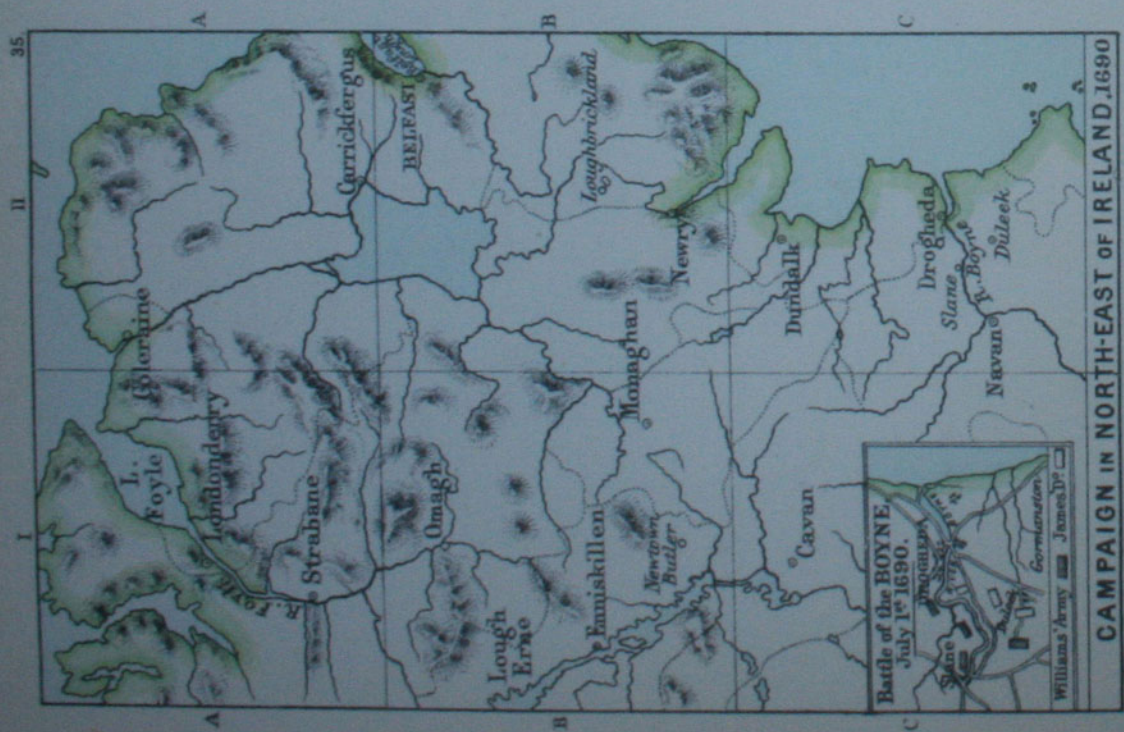 35
I
II
A
A
B
B
C
C
Coleraine
L.
Foyle
Londonderry
R. Foyle
Strabane
Omagh
Carrickfergus
BELFAST
Lough
Erne
Enniskillen
Newtown
Butler
Monaghan
Loughbrickland
Newry
Dundalk
Cavan
Drogheda
Slane
R. Boyne
Navan
Duleek
Battle of the BOYNE,
July 1st 1690.
Slane
DROGHEDA
Gormanston
Williams' Army
James Do
CAMPAIGN IN NORTH-EAST OF IRELAND, 1690